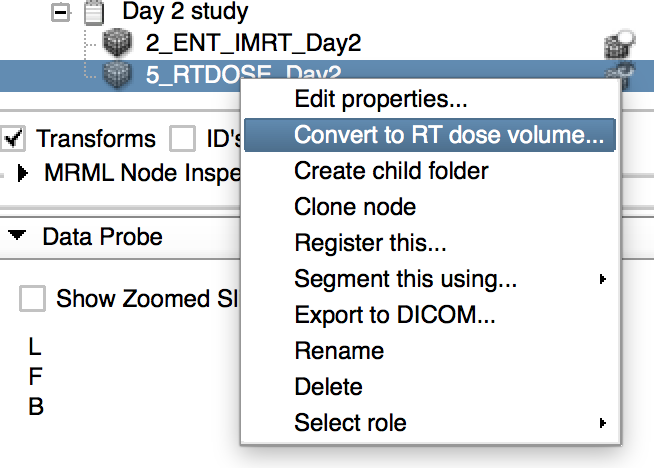 Day 2 study
2_ENT_IMRT_Day2
5_RTDOSE_Day2
Edit properties...
Transforms ID's
Convert to RT dose volume...
MRML Node Inspe
Create child folder
Clone node
Data Probe
Register this...
Segment this using...
Show Zoomed Sl
Export to DICOM...
L
Rename
F
Delete
B
Select role